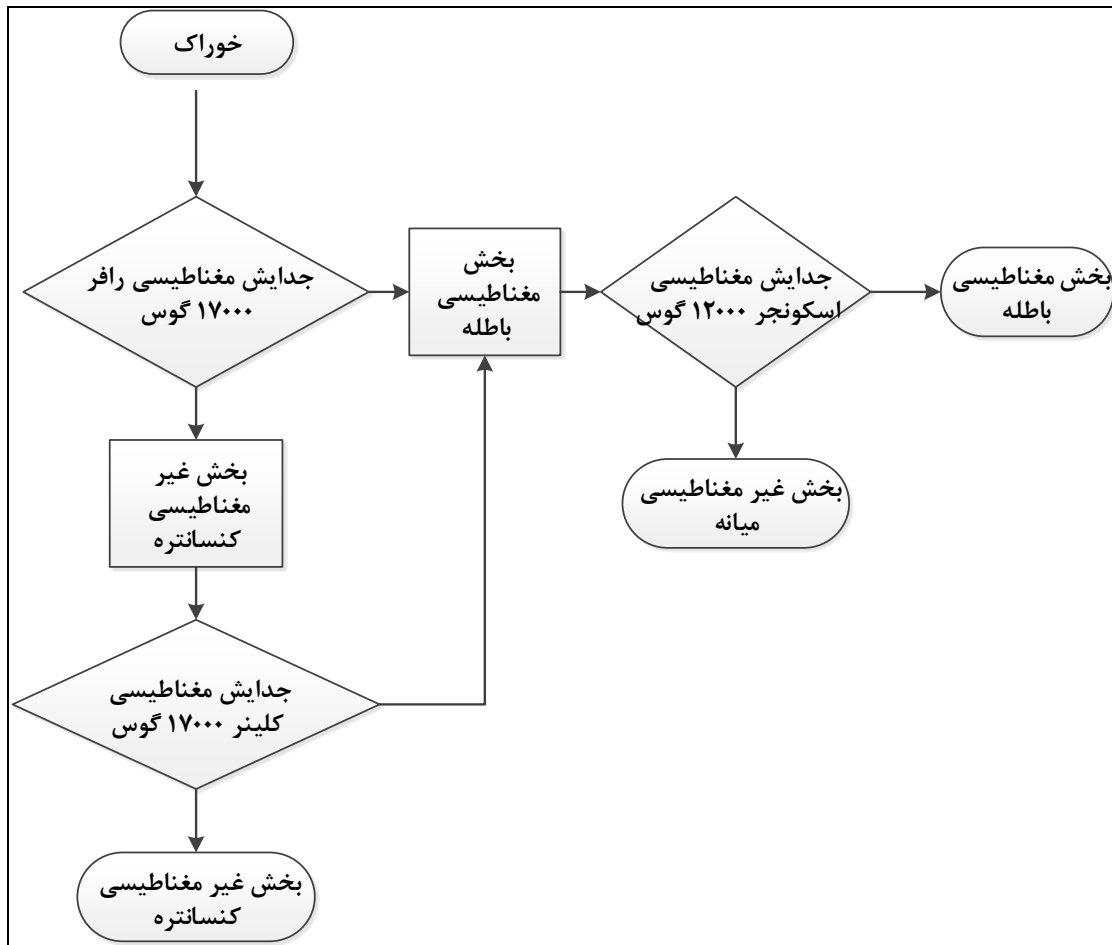 خوراک
جدایش مغناطیسی رافر
۱۷۰۰۰ گوس
بخش
مغناطیسی
باطله
جدایش مغناطیسی
اسکونجر ۱۲۰۰۰ گوس
بخش مغناطیسی
باطله
بخش غیر
مغناطیسی
کنسانتره
بخش غیر مغناطیسی
میانه
جدایش مغناطیسی
کلینر ۱۷۰۰۰ گوس
بخش غیر مغناطیسی
کنسانتره